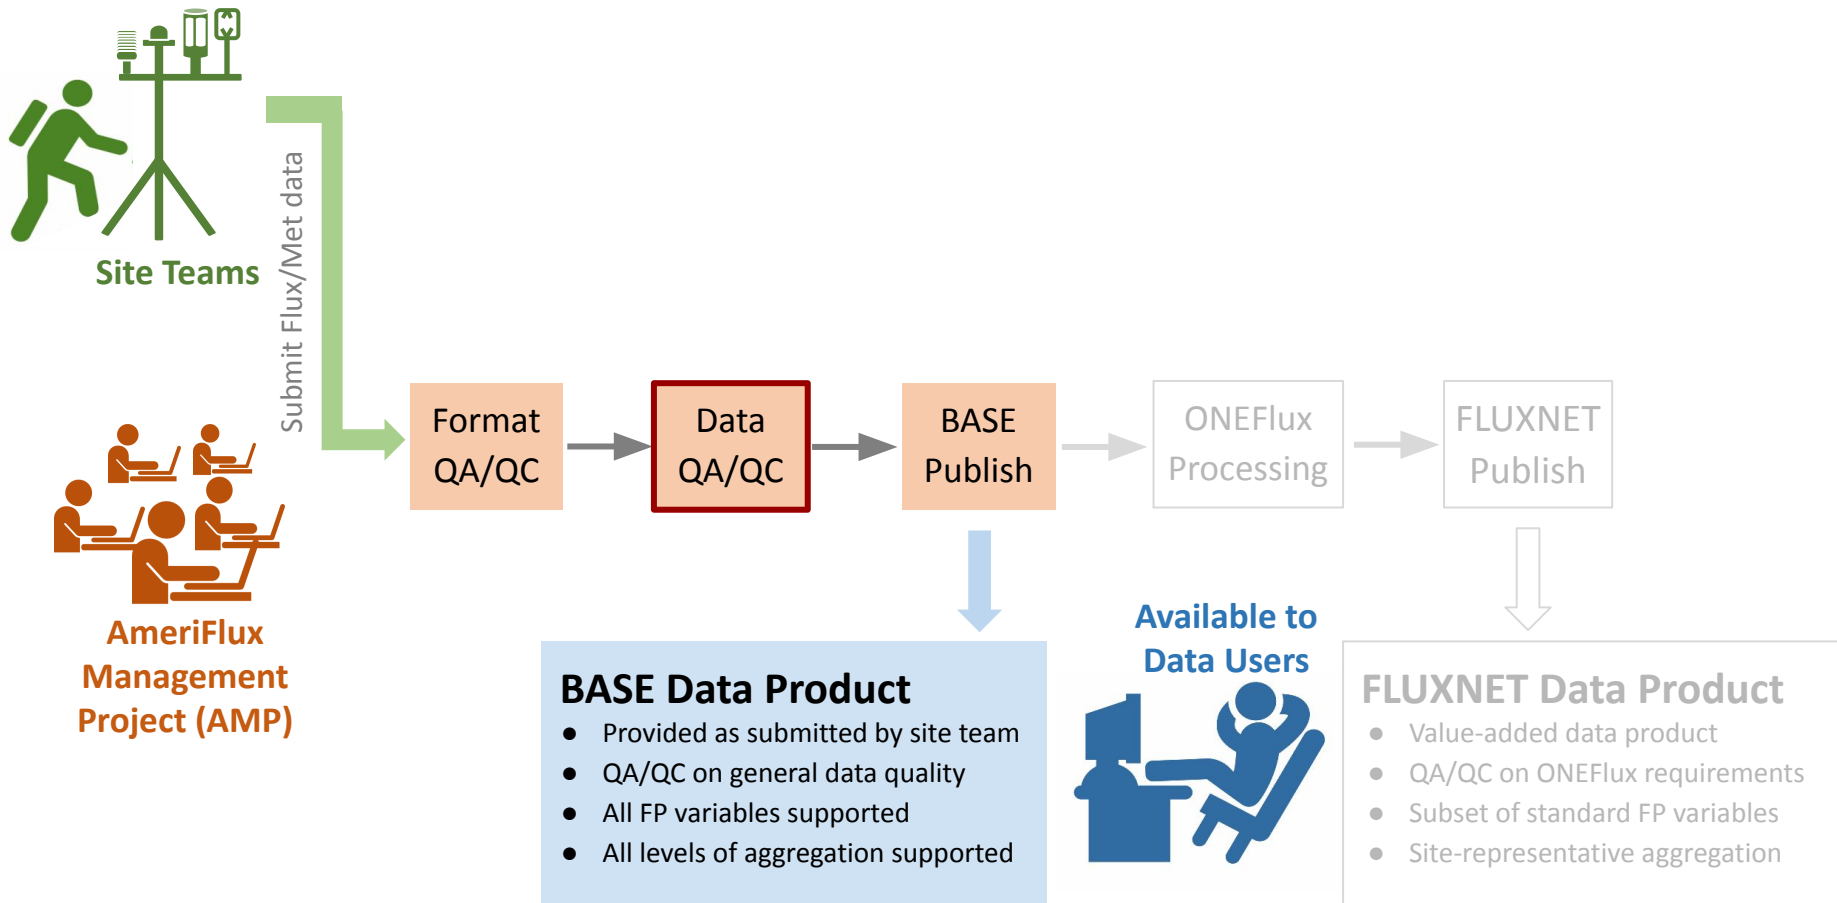 Site Teams
Submit Flux/Met data
AmeriFlux
Management
Project (AMP)
Format
QA/QC
Data
QA/QC
BASE
Publish
ONEFlux
Processing
FLUXNET
Publish
BASE Data Product
● Provided as submitted by site team
● QA/QC on general data quality
● All FP variables supported
● All levels of aggregation supported
Available to
Data Users
FLUXNET Data Product
● Value-added data product
● QA/QC on ONEFlux requirements
● Subset of standard FP variables
● Site-representative aggregation